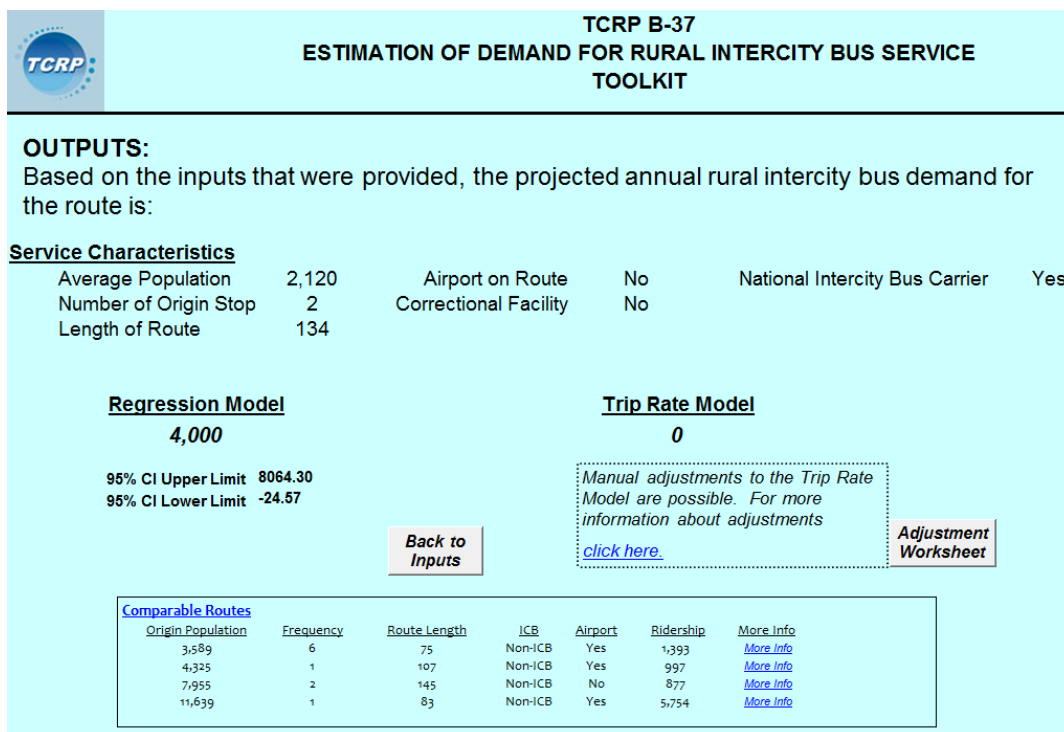 TCRP
TCRP B-37
ESTIMATION OF DEMAND FOR RURAL INTERCITY BUS SERVICE
TOOLKIT
OUTPUTS:
Based on the inputs that were provided, the projected annual rural intercity bus demand for
the route is:
Service Characteristics
Average Population 2,120 Airport on Route No National Intercity Bus Carrier Yes
Number of Origin Stop 2 Correctional Facility No
Length of Route 134
Regression Model
4,000
95% CI Upper Limit 8064.30
95% CI Lower Limit -24.57
Trip Rate Model
0
Manual adjustments to the Trip Rate
Model are possible. For more
information about adjustments
click here.
Back to
Inputs
Adjustment
Worksheet
Comparable Routes
Origin Population Frequency Route Length ICB Airport Ridership More Info
3,589 6 75 Non-ICB Yes 1,393 More Info
4,325 1 107 Non-ICB Yes 997 More Info
7,955 2 145 Non-ICB No 877 More Info
11,639 1 83 Non-ICB Yes 5,754 More Info